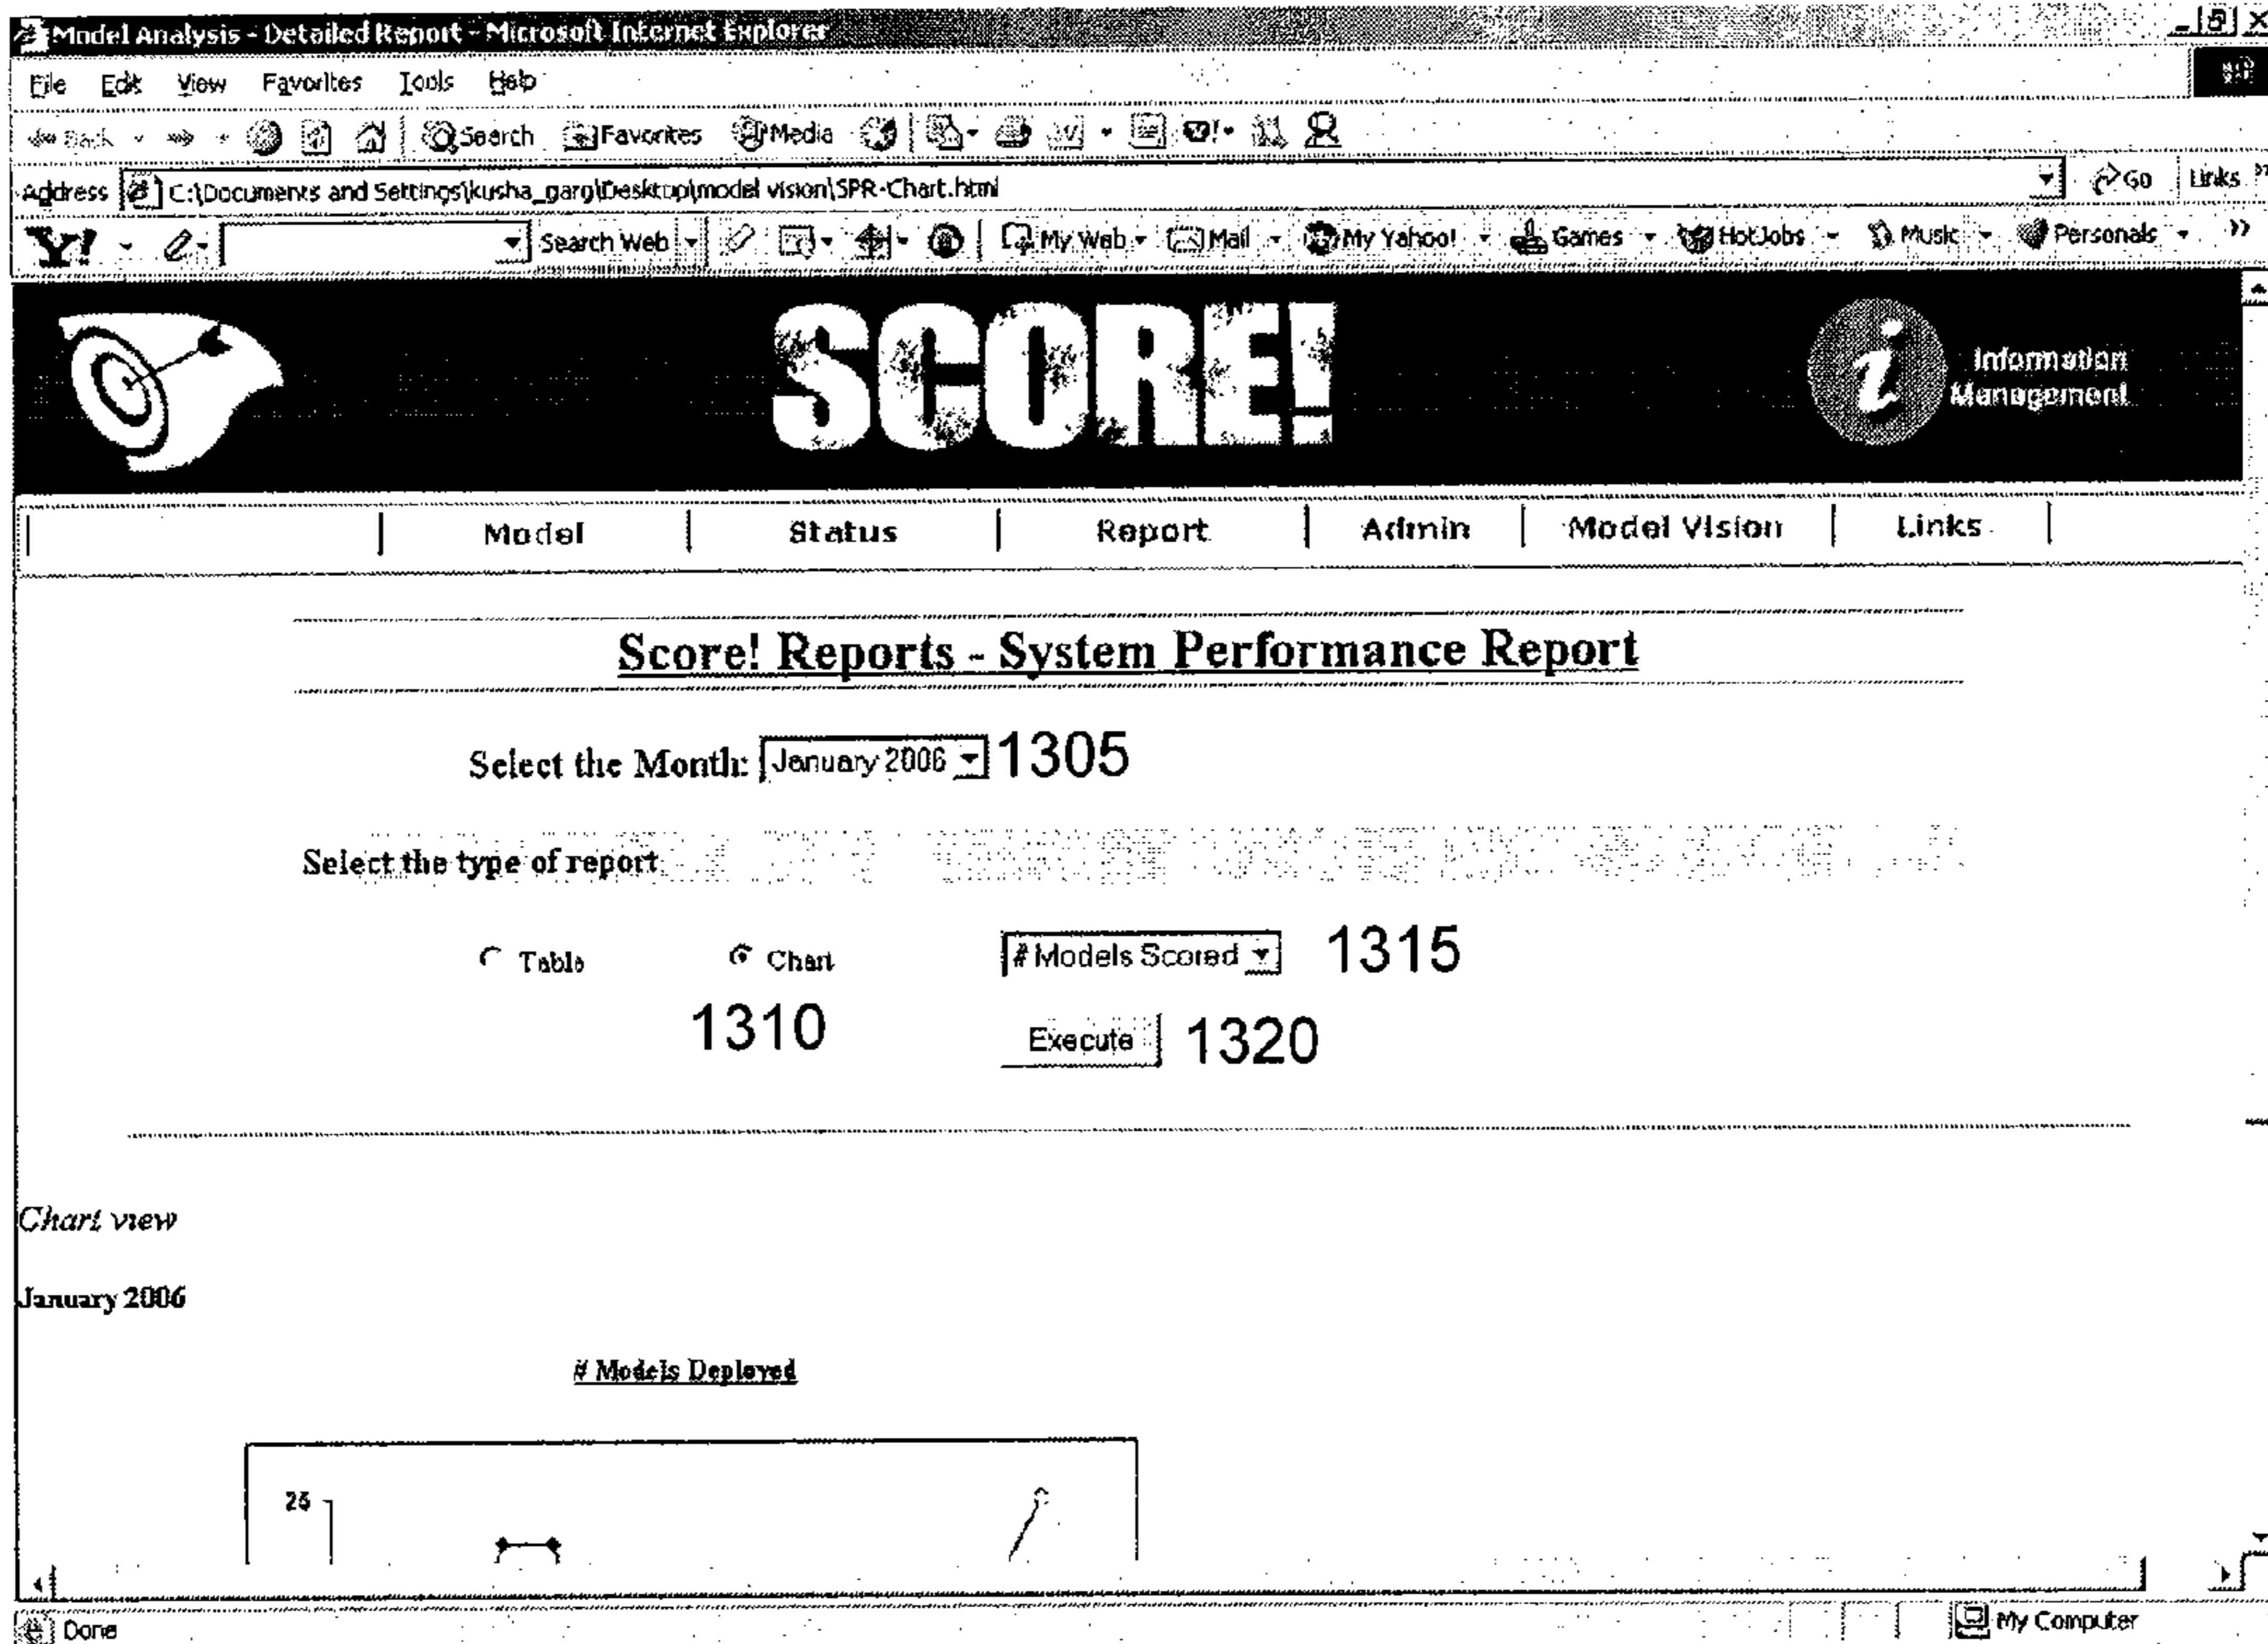 Model Analysis - Detailed Report - Microsoft Internet Explorer
File Edit View Favorites Tools Help
Back Search Favorites Media
Address C:\Documents and Settings\kusha_garg\Desktop\model vision\SPR-Chart.html Go Links »
Y! Search Web My Web Mail My Yahoo! Games HotJobs Music Personals »
SCORE!
i Information
Management
Model Status Report Admin Model Vision Links
Score! Reports - System Performance Report
Select the Month: January 2006 1305
Select the type of report
Table Chart # Models Scored 1315
1310 Execute 1320
Chart view
January 2006
# Models Deployed
25
Done My Computer